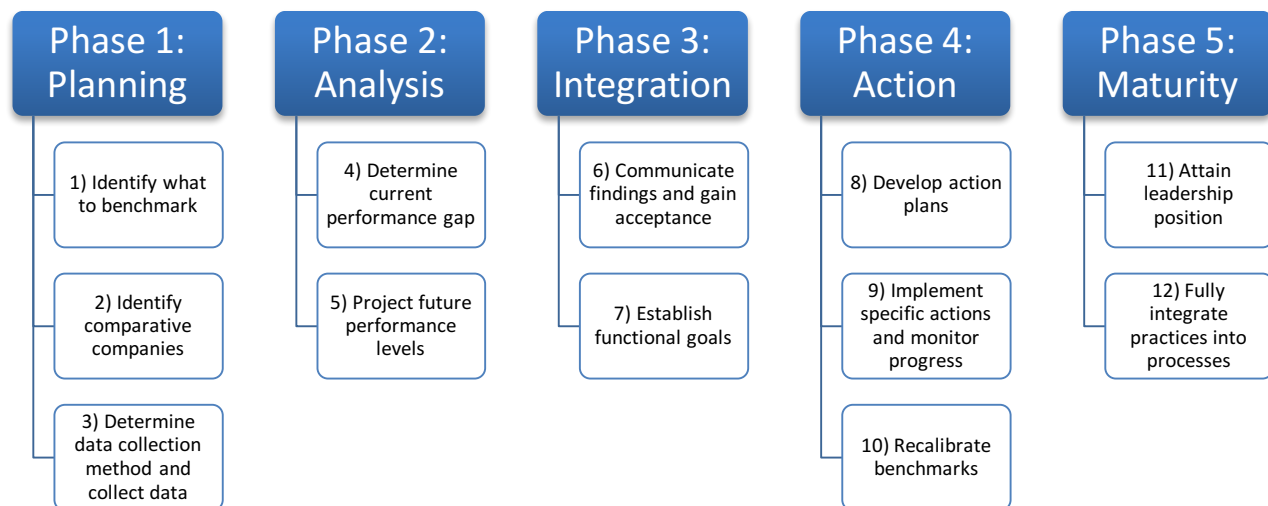 Phase 1:
Planning
1) Identify what
to benchmark
2) Identify
comparative
companies
3) Determine
data collection
method and
collect data
Phase 2:
Analysis
4) Determine
current
performance gap
5) Project future
performance
levels
Phase 3:
Integration
6) Communicate
findings and gain
acceptance
7) Establish
functional goals
Phase 4:
Action
8) Develop action
plans
9) Implement
specific actions
and monitor
progress
10) Recalibrate
benchmarks
Phase 5:
Maturity
11) Attain
leadership
position
12) Fully
integrate
practices into
processes